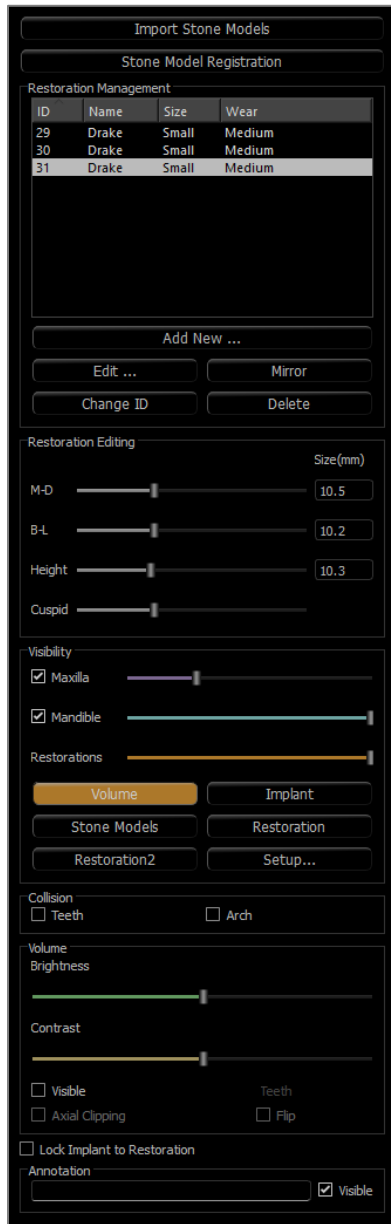 Import Stone Models
Stone Model Registration
Restoration Management
ID Name Size Wear
29 Drake Small Medium
30 Drake Small Medium
31 Drake Small Medium
Add New ...
Edit ... Mirror
Change ID Delete
Restoration Editing
Size(mm)
M-D 10.5
B-L 10.2
Height 10.3
Cuspid
Visibility
Maxilla
Mandible
Restorations
Volume Implant
Stone Models Restoration
Restoration2 Setup...
Collision
Teeth Arch
Volume
Brightness
Contrast
Visible Teeth
Axial Clipping Flip
Lock Implant to Restoration
Annotation
Visible